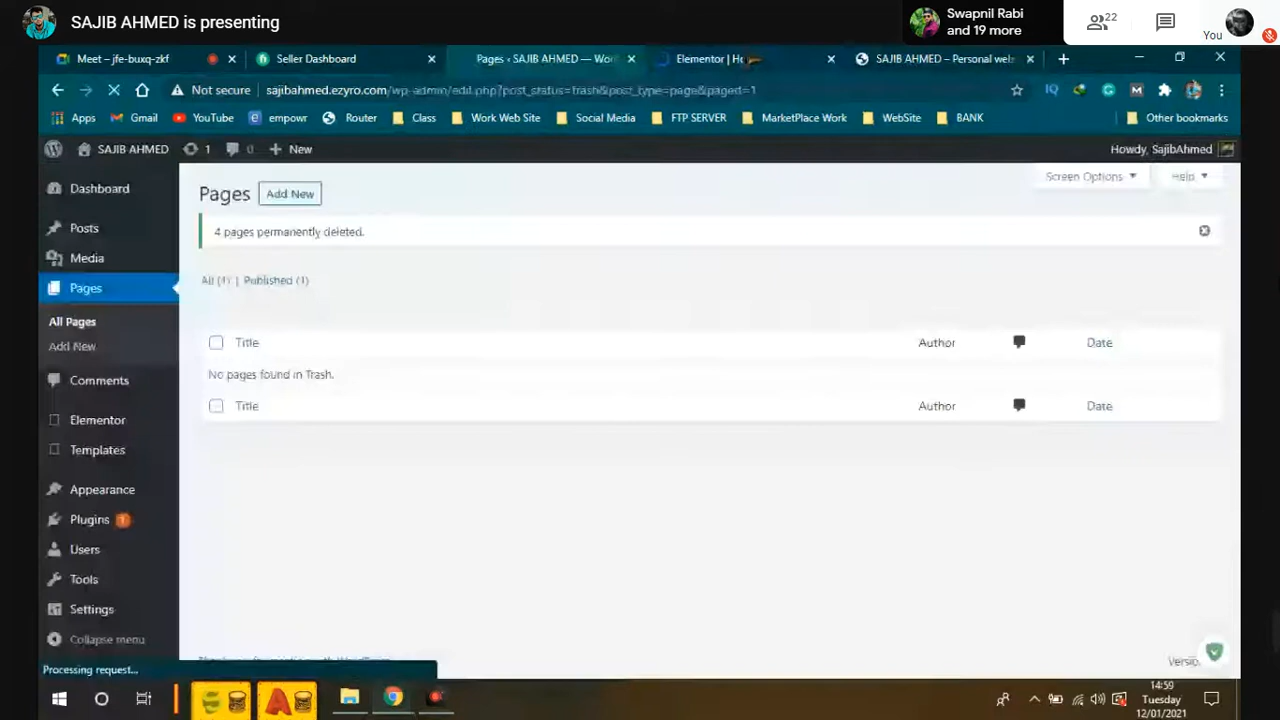 SAJIB AHMED is presenting
Swapnil Rabi
and 19 more
22
You
Meet – jfe-buxq-zkf
Seller Dashboard
Pages ‹ SAJIB AHMED — Wor
Elementor | Ho
SAJIB AHMED – Personal web
Not secure
sajibahmed.ezyro.com/wp-admin/edit.php?post_status=trash&post_type=page&paged=1
Apps
Gmail
YouTube
empowr
Router
Class
Work Web Site
Social Media
FTP SERVER
MarketPlace Work
WebSite
BANK
Other bookmarks
SAJIB AHMED
1
0
New
Howdy, SajibAhmed
Dashboard
Posts
Media
Pages
All Pages
Add New
Comments
Elementor
Templates
Appearance
Plugins 1
Users
Tools
Settings
Collapse menu
Pages
Add New
Screen Options
Help
4 pages permanently deleted.
All (1) | Published (1)
Title
Author
Date
No pages found in Trash.
Title
Author
Date
Processing request...
14:59
Tuesday
12/01/2021